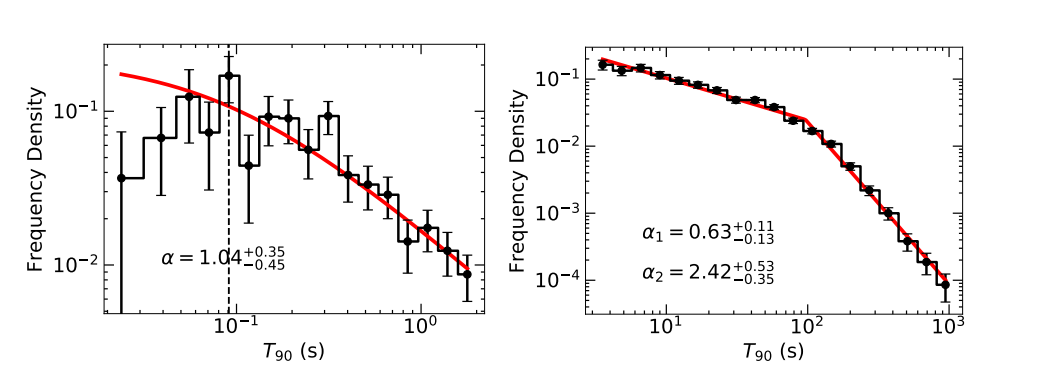 Frequency Density
10⁻¹
10⁻²
α = 1.04⁺⁰·³⁵₋₀.₄₅
10⁻¹ 10⁰
T₉₀ (s)
Frequency Density
10⁻¹
10⁻²
10⁻³
10⁻⁴
α₁ = 0.63⁺⁰·¹¹₋₀.₁₃
α₂ = 2.42⁺⁰·⁵³₋₀.₃₅
10¹ 10² 10³
T₉₀ (s)